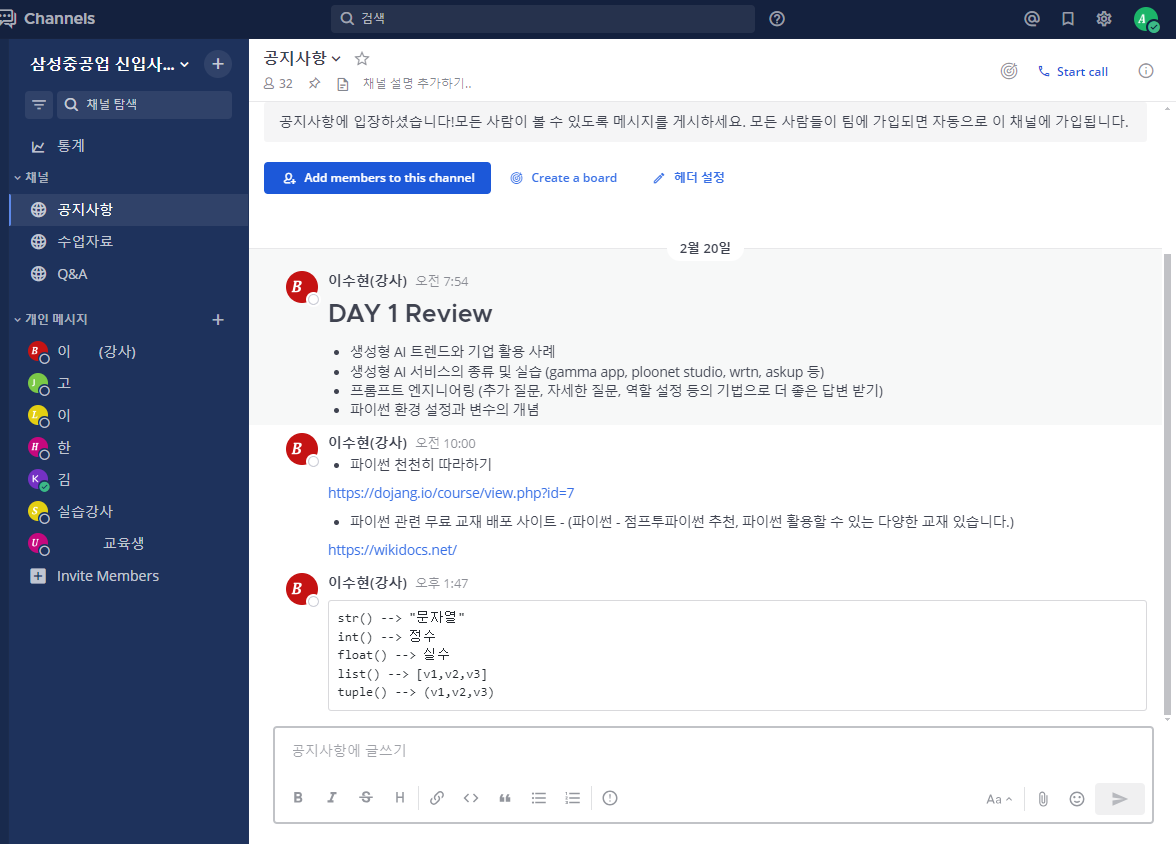 Channels
검색
A
삼성중공업 신입사...
채널 탐색
통계
채널
공지사항
수업자료
Q&A
개인 메시지
B 이 (강사)
J 고
L 이
H 한
K 김
S 실습강사
U 교육생
Invite Members
공지사항
32
채널 설명 추가하기..
Start call
공지사항에 입장하셨습니다!모든 사람이 볼 수 있도록 메시지를 게시하세요. 모든 사람들이 팀에 가입되면 자동으로 이 채널에 가입됩니다.
Add members to this channel
Create a board
헤더 설정
2월 20일
B 이수현(강사) 오전 7:54
DAY 1 Review
• 생성형 AI 트렌드와 기업 활용 사례
• 생성형 AI 서비스의 종류 및 실습 (gamma app, ploonet studio, wrtn, askup 등)
• 프롬프트 엔지니어링 (추가 질문, 자세한 질문, 역할 설정 등의 기법으로 더 좋은 답변 받기)
• 파이썬 환경 설정과 변수의 개념
B 이수현(강사) 오전 10:00
• 파이썬 천천히 따라하기
https://dojang.io/course/view.php?id=7
• 파이썬 관련 무료 교재 배포 사이트 - (파이썬 - 점프투파이썬 추천, 파이썬 활용할 수 있는 다양한 교재 있습니다.)
https://wikidocs.net/
B 이수현(강사) 오후 1:47
str() --> "문자열"
int() --> 정수
float() --> 실수
list() --> [v1,v2,v3]
tuple() --> (v1,v2,v3)
공지사항에 글쓰기
B I S H
Aa